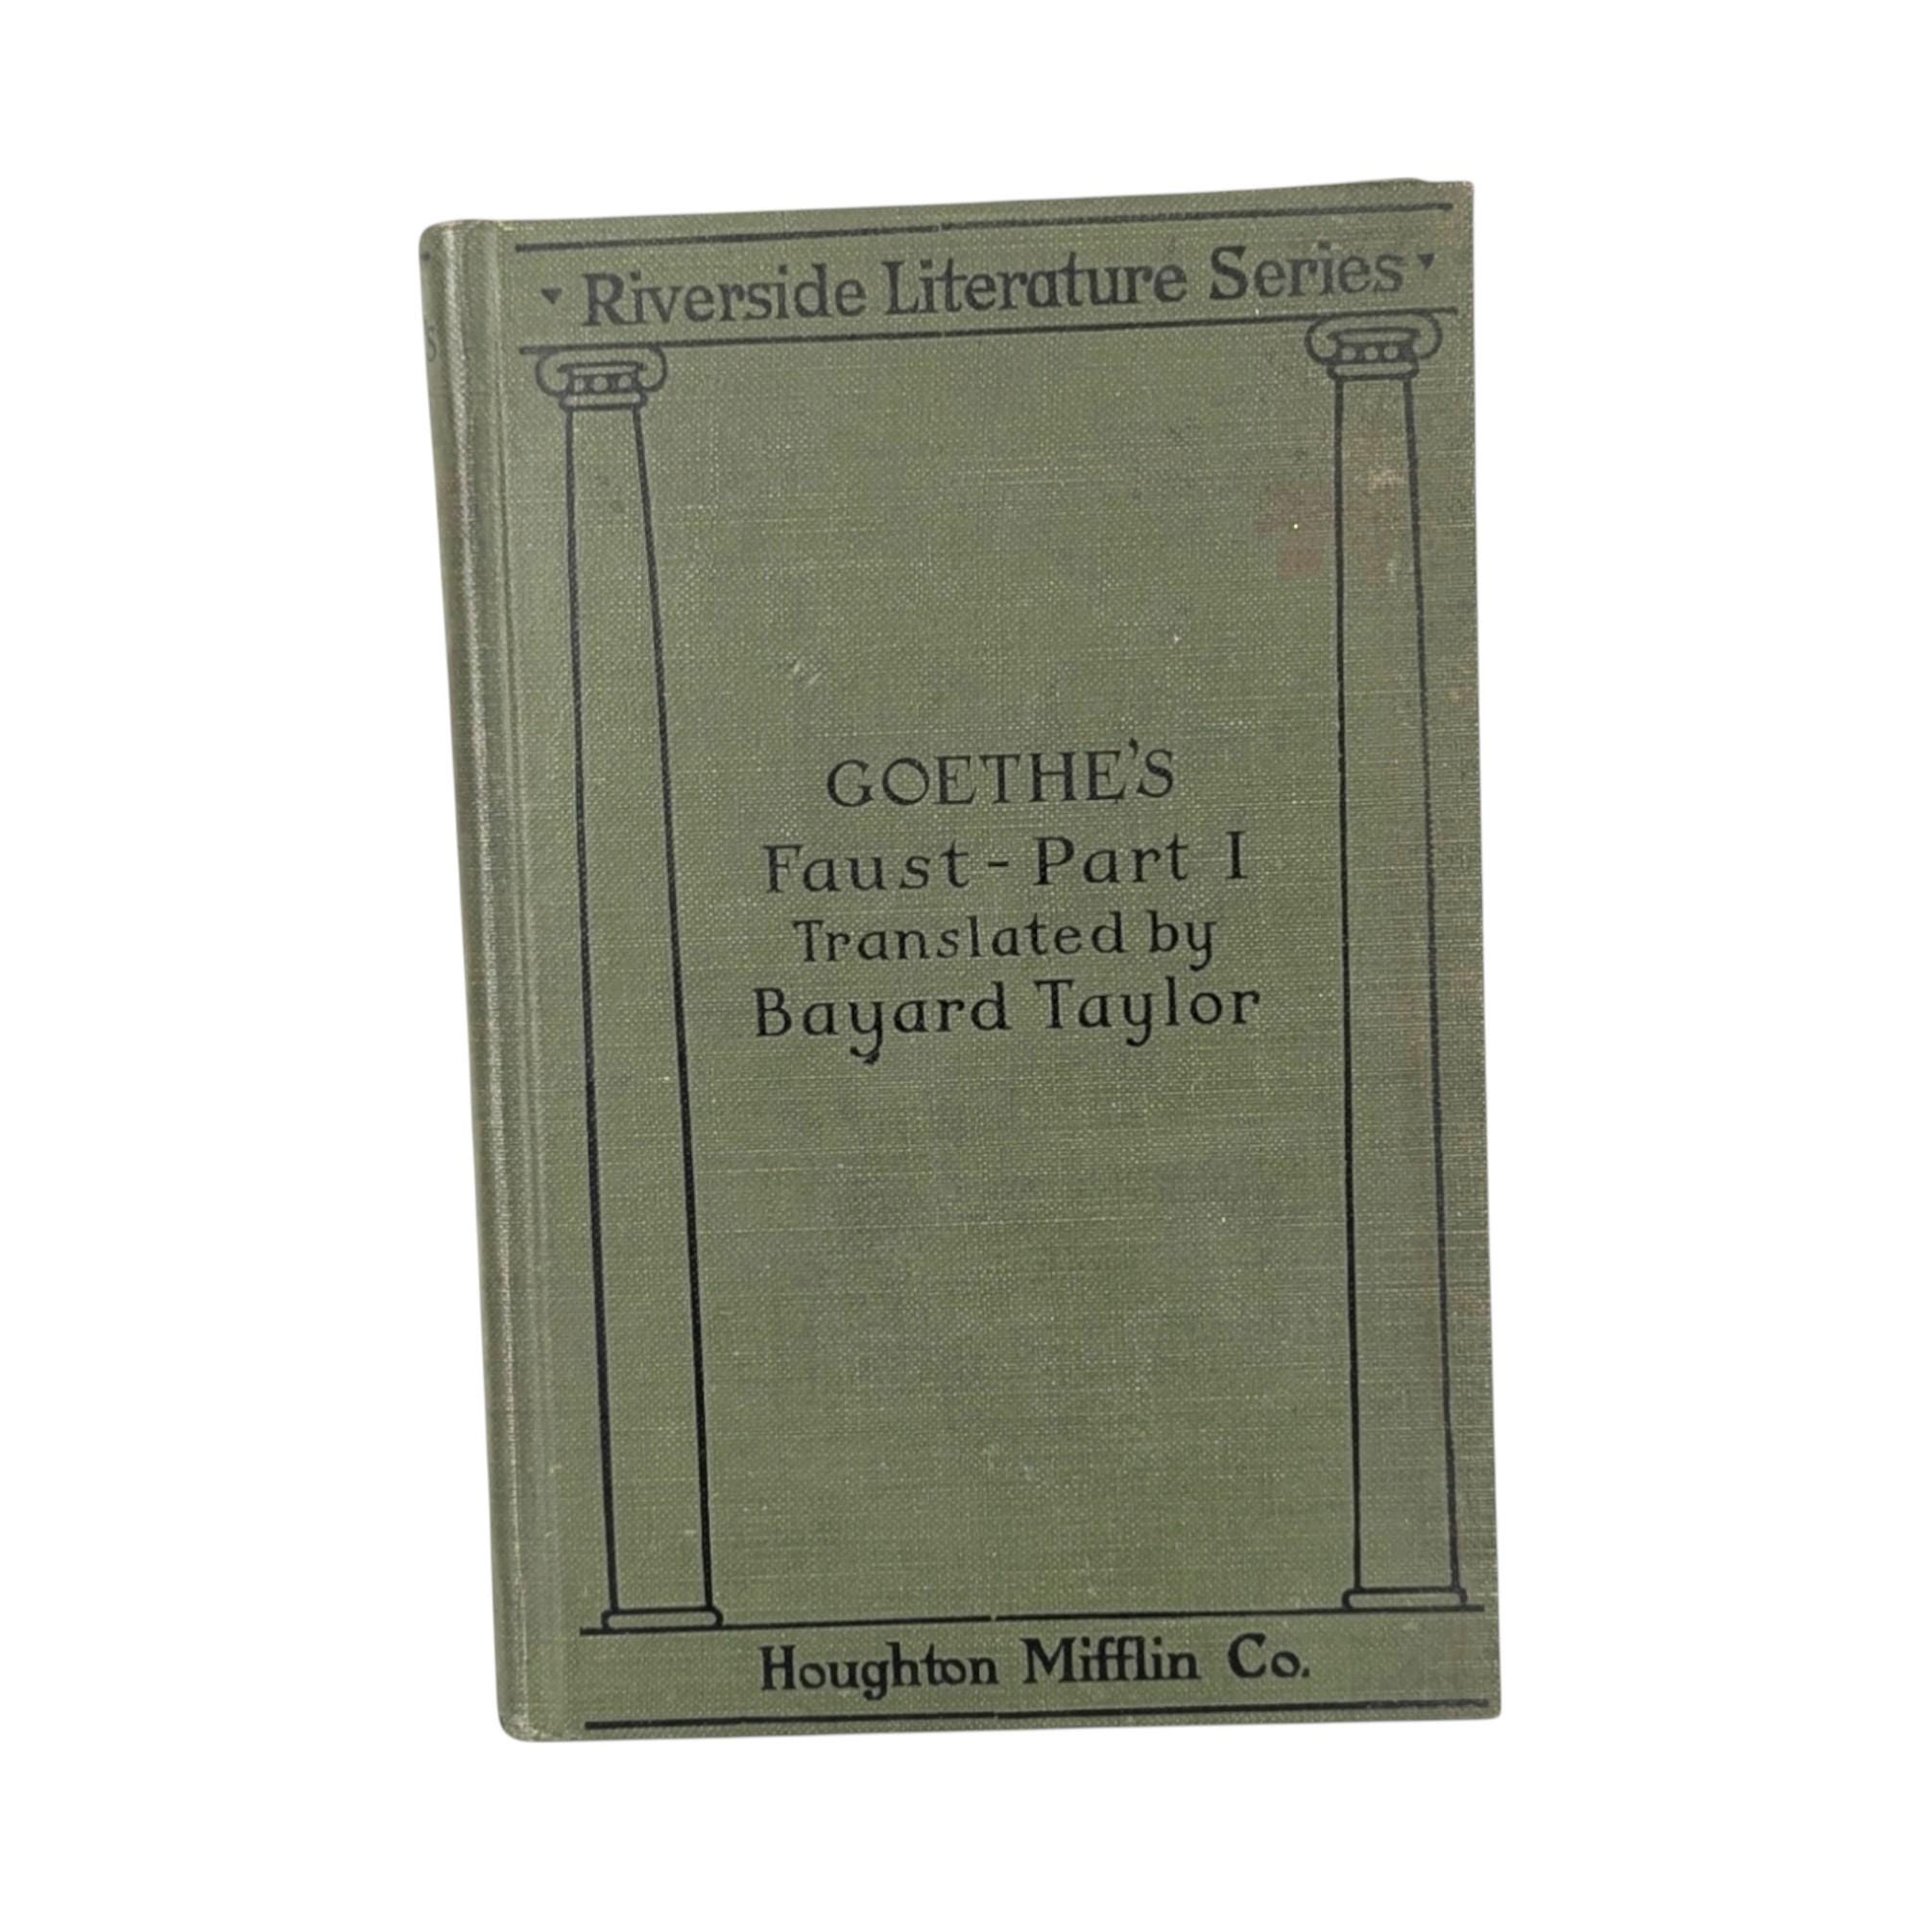 Riverside Literature Series
GOETHE'S
Faust - Part I
Translated by
Bayard Taylor
Houghton Mifflin Co.